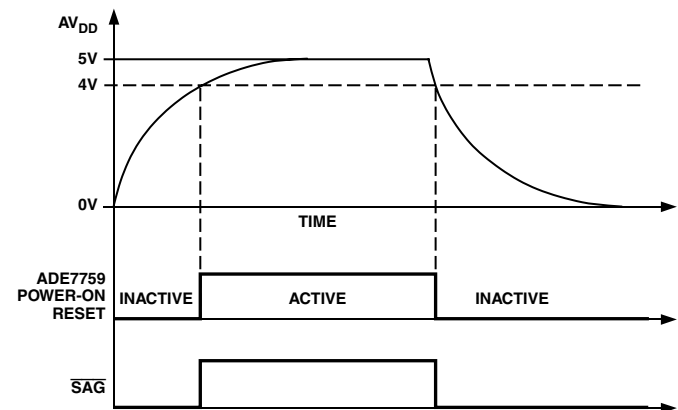 AVDD
5V
4V
0V
TIME
ADE7759
POWER-ON
RESET
INACTIVE
ACTIVE
INACTIVE
SAG